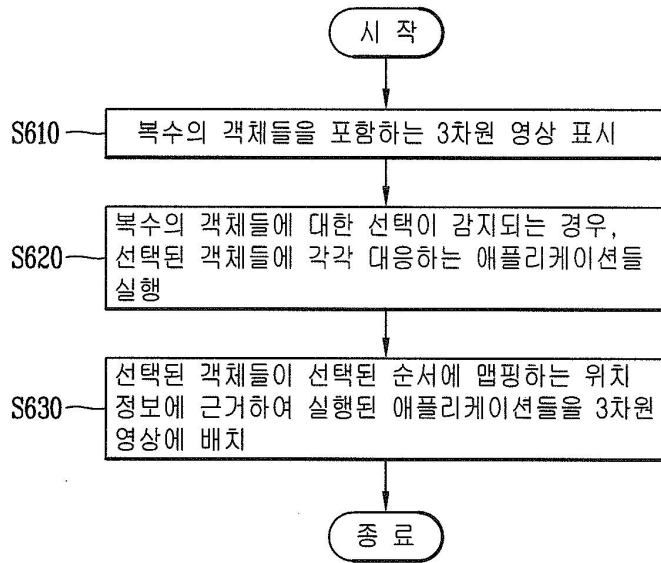 시 작
S610
복수의 객체들을 포함하는 3차원 영상 표시
S620
복수의 객체들에 대한 선택이 감지되는 경우,
선택된 객체들에 각각 대응하는 애플리케이션들
실행
S630
선택된 객체들이 선택된 순서에 맵핑하는 위치
정보에 근거하여 실행된 애플리케이션들을 3차원
영상에 배치
종 료